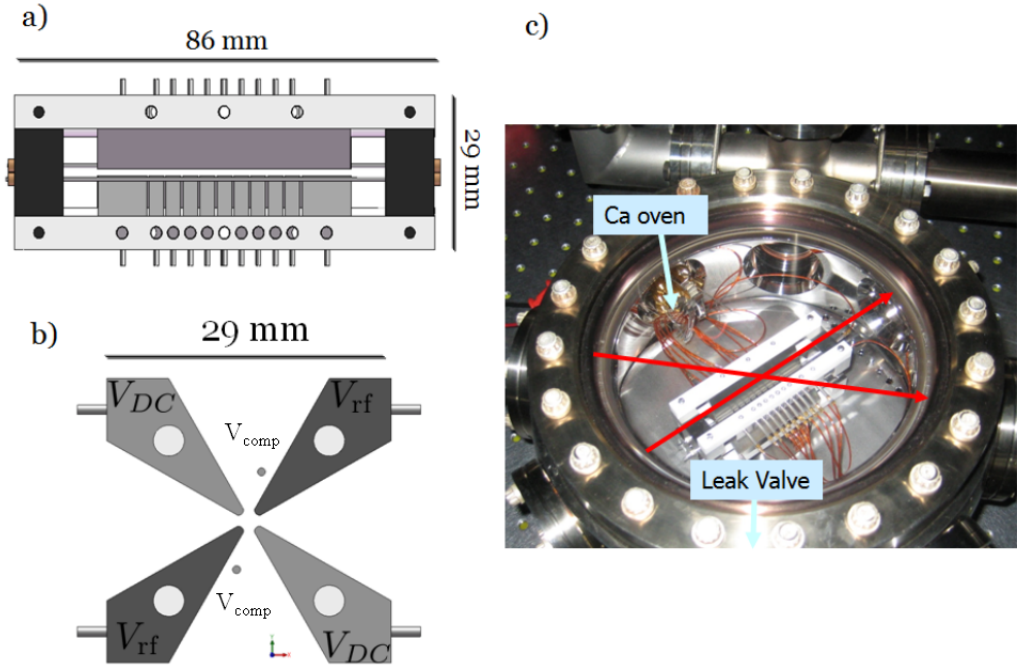 a)
86 mm
29 mm
b)
29 mm
V_DC
V_rf
V_comp
V_rf
V_comp
V_DC
c)
Ca oven
Leak Valve